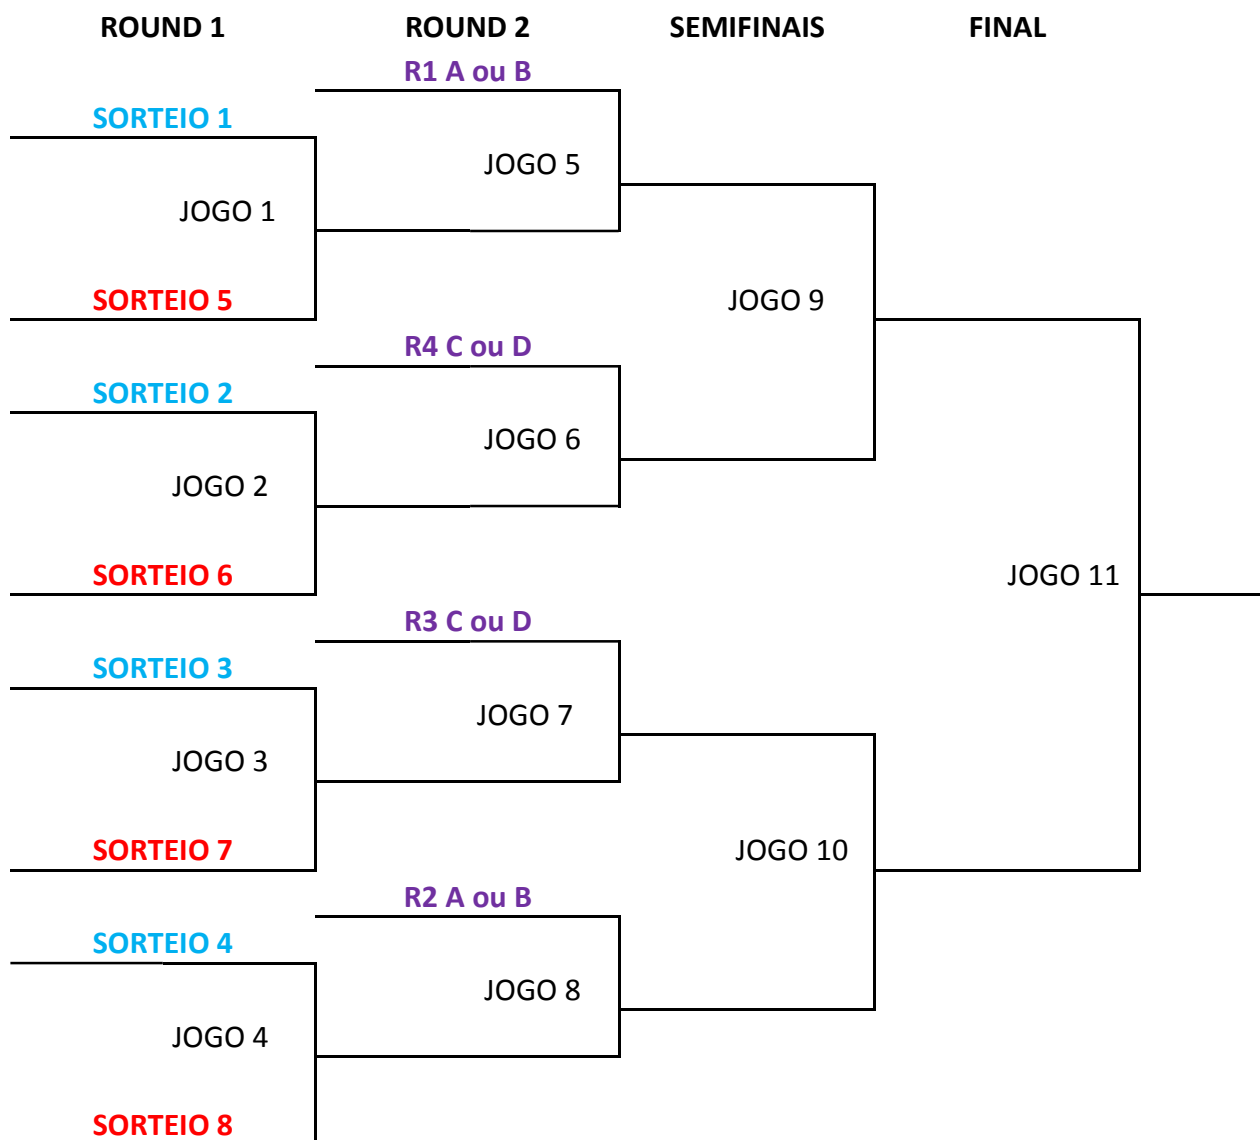 ROUND 1 ROUND 2 SEMIFINAIS FINAL
R1 A ou B
SORTEIO 1
JOGO 5
JOGO 1
SORTEIO 5
JOGO 9
R4 C ou D
SORTEIO 2
JOGO 6
JOGO 2
SORTEIO 6
JOGO 11
R3 C ou D
SORTEIO 3
JOGO 7
JOGO 3
SORTEIO 7
JOGO 10
R2 A ou B
SORTEIO 4
JOGO 8
JOGO 4
SORTEIO 8